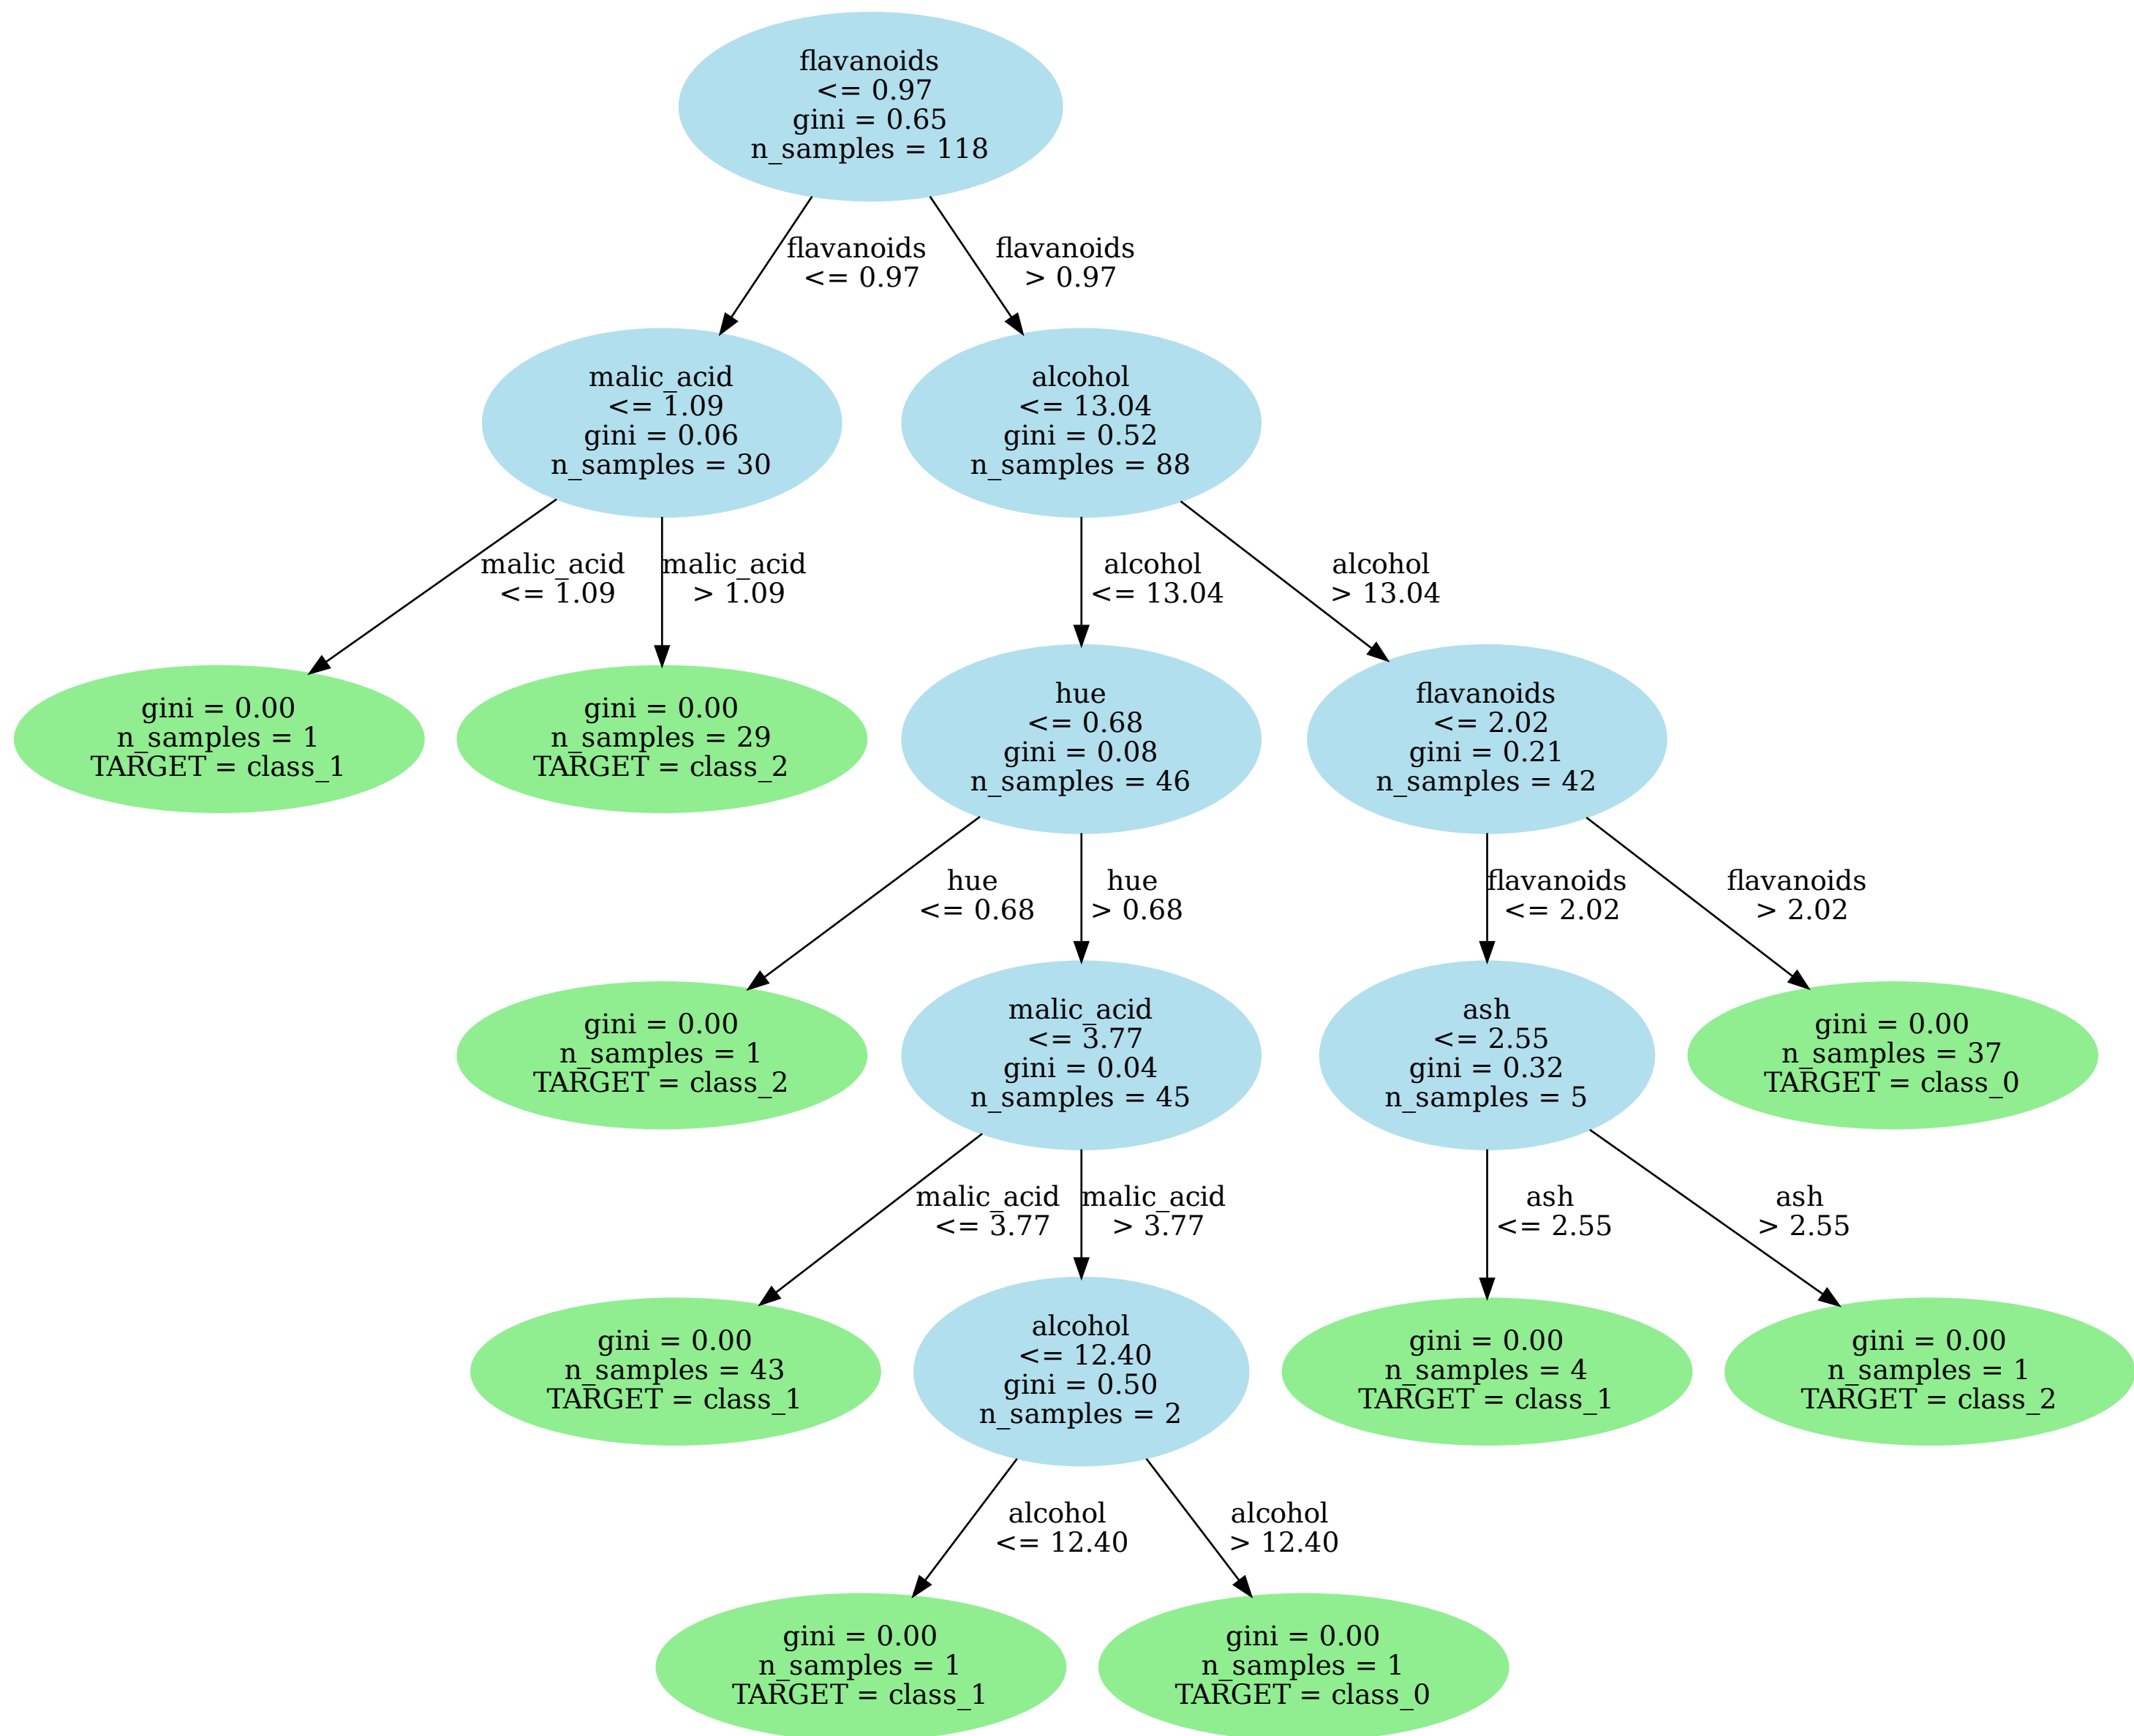 flavanoids
<= 0.97
gini = 0.65
n_samples = 118
flavanoids
<= 0.97
flavanoids
> 0.97
malic_acid
<= 1.09
gini = 0.06
n_samples = 30
alcohol
<= 13.04
gini = 0.52
n_samples = 88
malic_acid
<= 1.09
malic_acid
> 1.09
alcohol
<= 13.04
alcohol
> 13.04
gini = 0.00
n_samples = 1
TARGET = class_1
gini = 0.00
n_samples = 29
TARGET = class_2
hue
<= 0.68
gini = 0.08
n_samples = 46
flavanoids
<= 2.02
gini = 0.21
n_samples = 42
hue
<= 0.68
hue
> 0.68
flavanoids
<= 2.02
flavanoids
> 2.02
gini = 0.00
n_samples = 1
TARGET = class_2
malic_acid
<= 3.77
gini = 0.04
n_samples = 45
ash
<= 2.55
gini = 0.32
n_samples = 5
gini = 0.00
n_samples = 37
TARGET = class_0
malic_acid
<= 3.77
malic_acid
> 3.77
ash
<= 2.55
ash
> 2.55
gini = 0.00
n_samples = 43
TARGET = class_1
alcohol
<= 12.40
gini = 0.50
n_samples = 2
gini = 0.00
n_samples = 4
TARGET = class_1
gini = 0.00
n_samples = 1
TARGET = class_2
alcohol
<= 12.40
alcohol
> 12.40
gini = 0.00
n_samples = 1
TARGET = class_1
gini = 0.00
n_samples = 1
TARGET = class_0